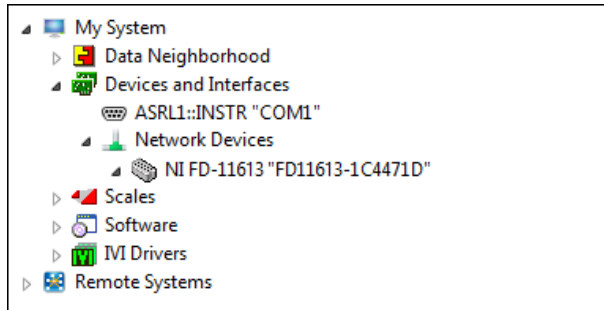 My System
Data Neighborhood
Devices and Interfaces
ASRL1::INSTR "COM1"
Network Devices
NI FD-11613 "FD11613-1C4471D"
Scales
Software
IVI Drivers
Remote Systems